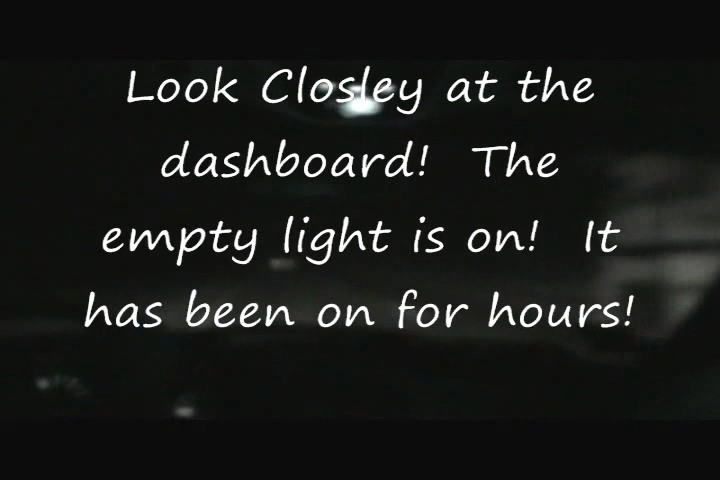 Look Closley at the
dashboard! The
empty light is on! It
has been on for hours!